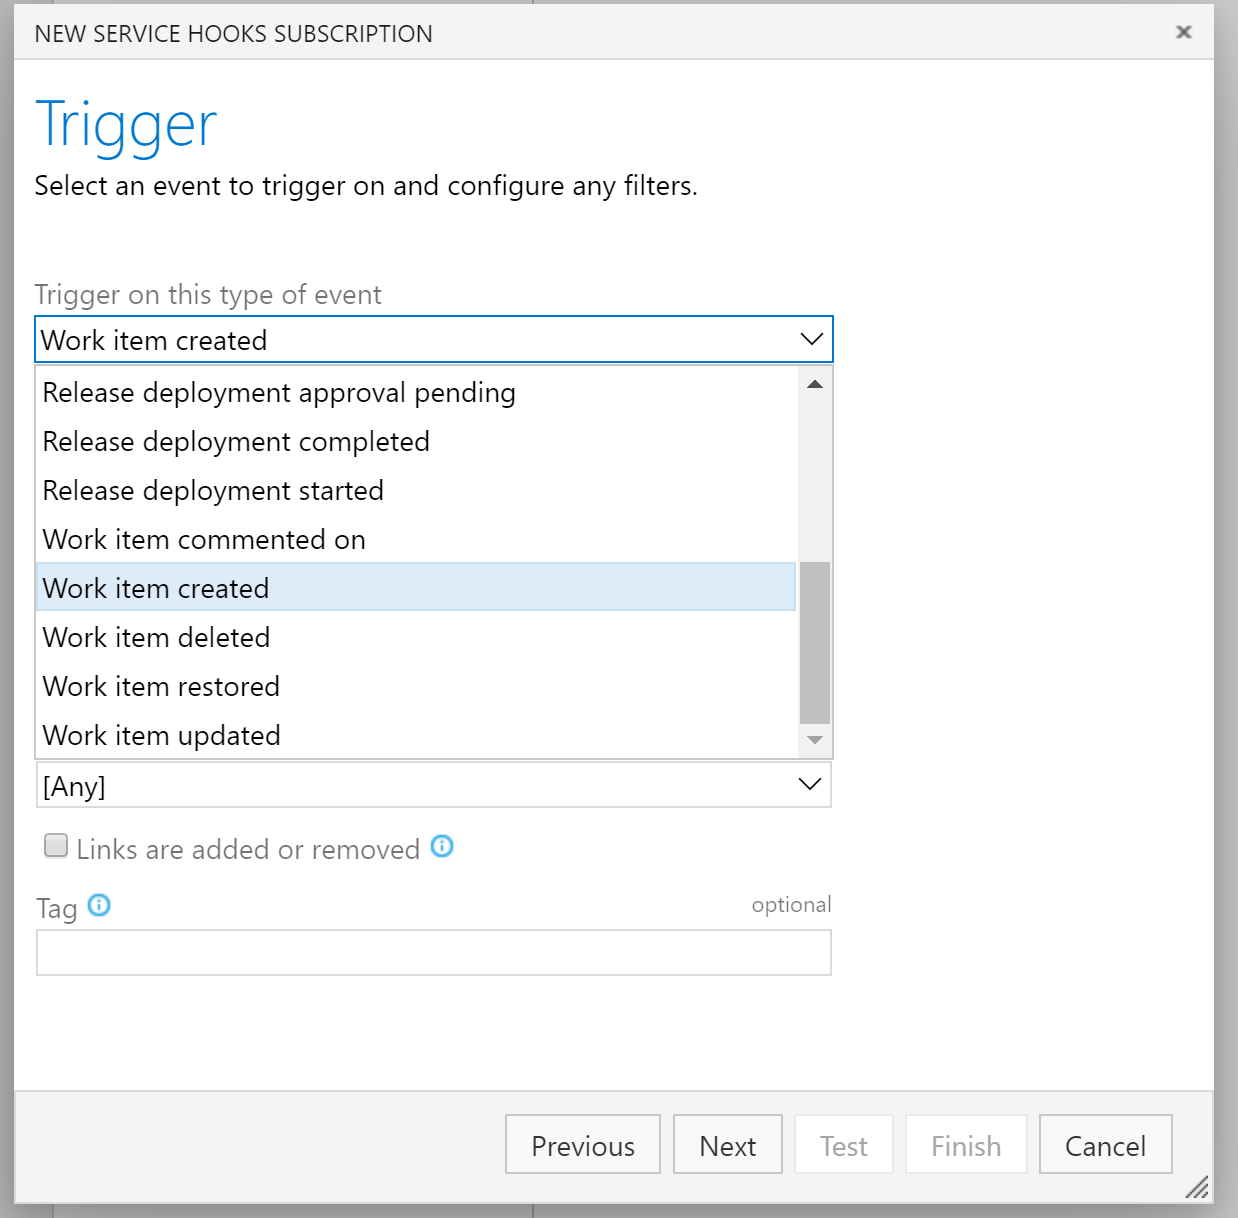 NEW SERVICE HOOKS SUBSCRIPTION
Trigger
Select an event to trigger on and configure any filters.
Trigger on this type of event
Work item created
Release deployment approval pending
Release deployment completed
Release deployment started
Work item commented on
Work item created
Work item deleted
Work item restored
Work item updated
[Any]
Links are added or removed
Tag optional
Previous Next Test Finish Cancel